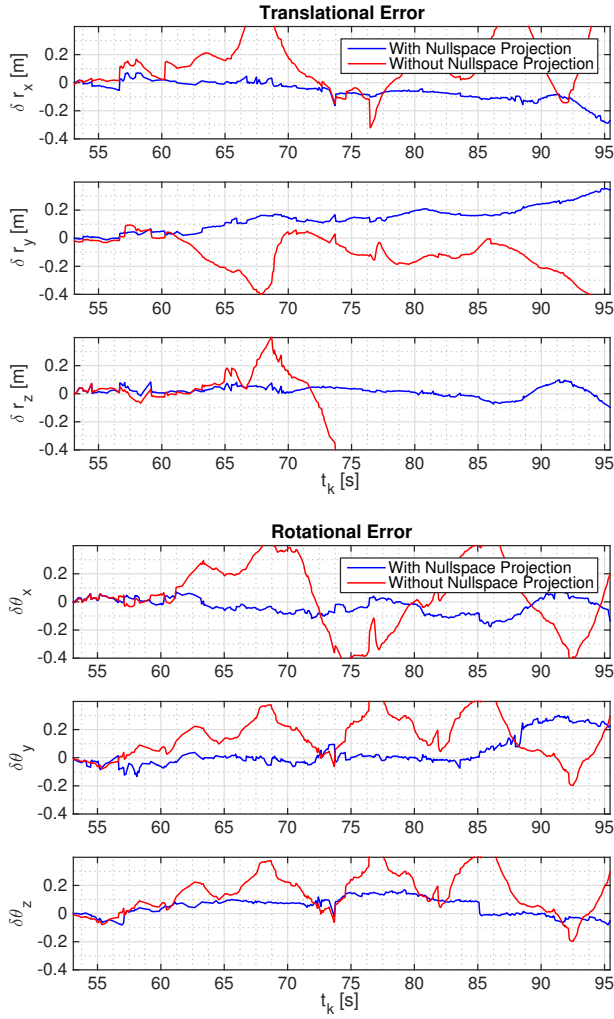 Translational Error
With Nullspace Projection
Without Nullspace Projection
δ r_x [m]
0.2
0
-0.2
-0.4
55 60 65 70 75 80 85 90 95
δ r_y [m]
0.2
0
-0.2
-0.4
55 60 65 70 75 80 85 90 95
δ r_z [m]
0.2
0
-0.2
-0.4
55 60 65 70 75 80 85 90 95
t_k [s]
Rotational Error
With Nullspace Projection
Without Nullspace Projection
δθ_x
0.2
0
-0.2
-0.4
55 60 65 70 75 80 85 90 95
δθ_y
0.2
0
-0.2
-0.4
55 60 65 70 75 80 85 90 95
δθ_z
0.2
0
-0.2
-0.4
55 60 65 70 75 80 85 90 95
t_k [s]